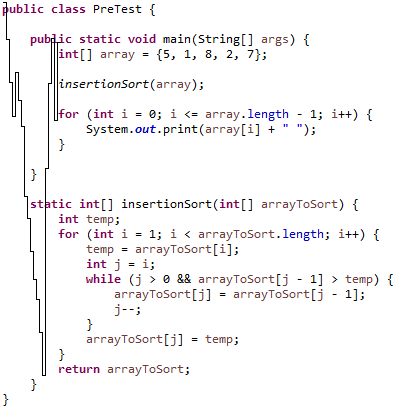 public class PreTest {
    public static void main(String[] args) {
        int[] array = {5, 1, 8, 2, 7};
        insertionSort(array);
        for (int i = 0; i <= array.length - 1; i++) {
            System.out.print(array[i] + " ");
        }
    }
    static int[] insertionSort(int[] arrayToSort) {
        int temp;
        for (int i = 1; i < arrayToSort.length; i++) {
            temp = arrayToSort[i];
            int j = i;
            while (j > 0 && arrayToSort[j - 1] > temp) {
                arrayToSort[j] = arrayToSort[j - 1];
                j--;
            }
            arrayToSort[j] = temp;
        }
        return arrayToSort;
    }
}